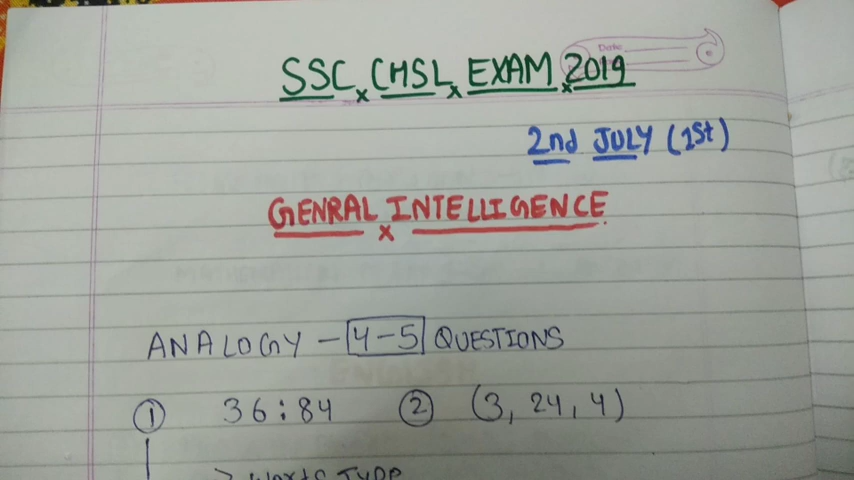 Date
SSC CHSL EXAM 2019
2nd JULY (1st)
GENRAL INTELLIGENCE
ANALOGY - 4-5 QUESTIONS
① 36:84 ② (3, 24, 4)